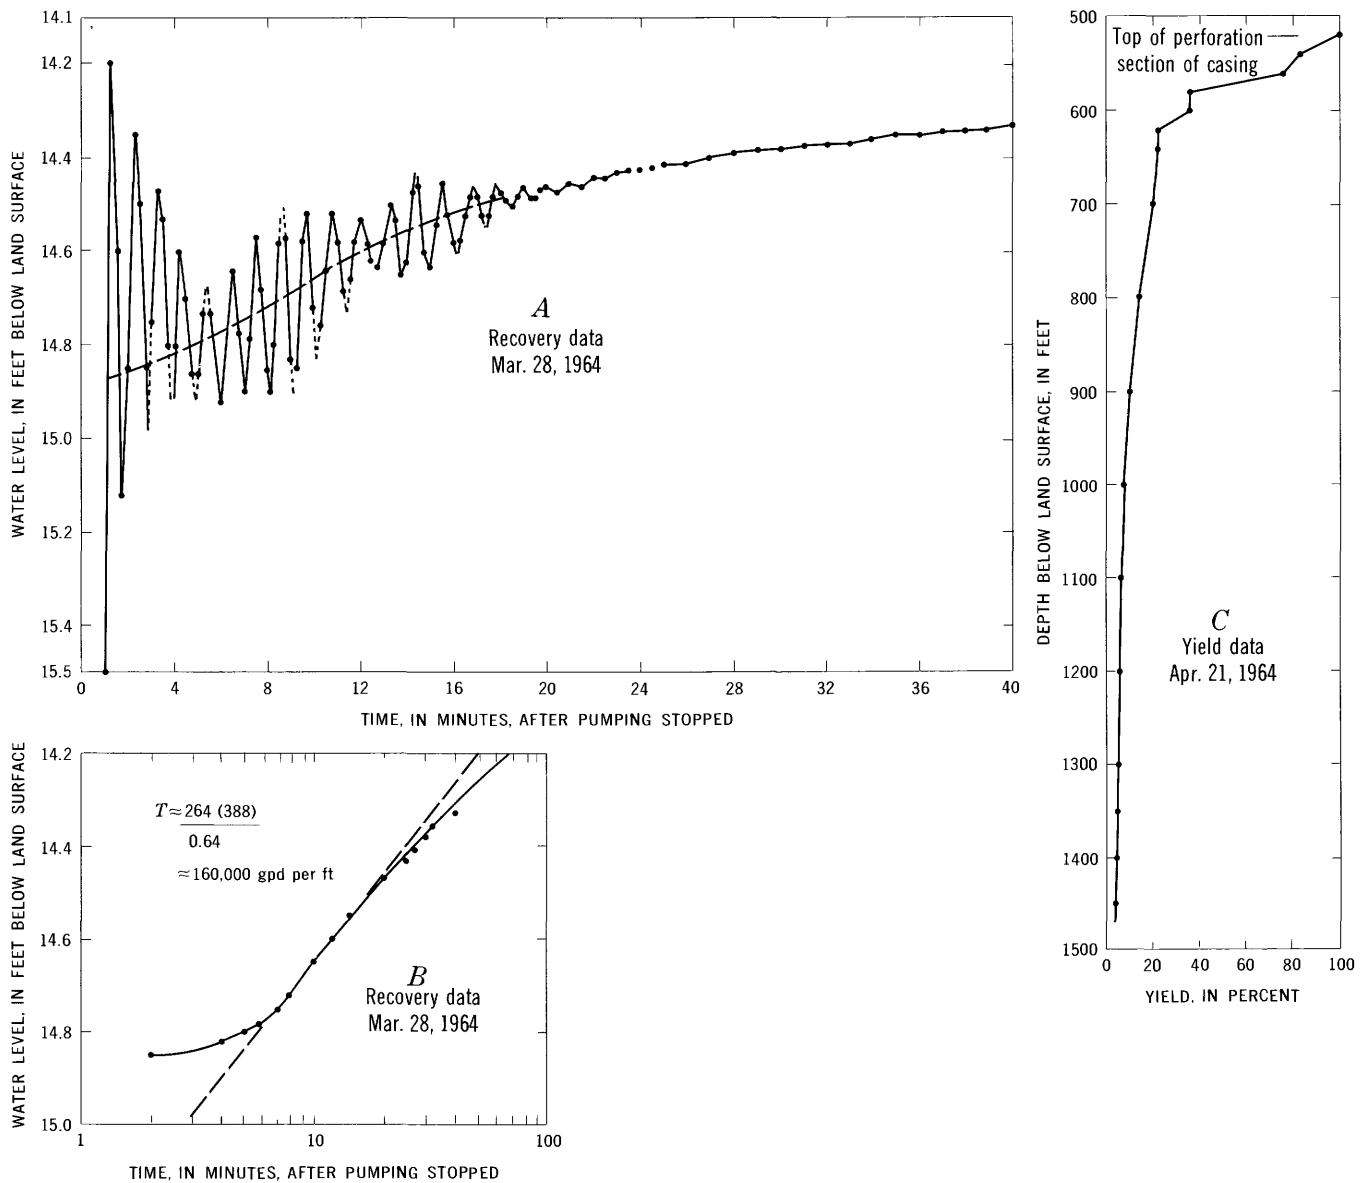 14.1
14.2
14.4
14.6
14.8
15.0
15.2
15.4
15.5
WATER LEVEL, IN FEET BELOW LAND SURFACE
A
Recovery data
Mar. 28, 1964
0 4 8 12 16 20 24 28 32 36 40
TIME, IN MINUTES, AFTER PUMPING STOPPED
14.2
14.4
14.6
14.8
15.0
WATER LEVEL, IN FEET BELOW LAND SURFACE
T≈264 (388)
0.64
≈160,000 gpd per ft
B
Recovery data
Mar. 28, 1964
1 10 100
TIME, IN MINUTES, AFTER PUMPING STOPPED
500
600
700
800
900
1000
1100
1200
1300
1400
1500
DEPTH BELOW LAND SURFACE, IN FEET
Top of perforation
section of casing
C
Yield data
Apr. 21, 1964
0 20 40 60 80 100
YIELD, IN PERCENT